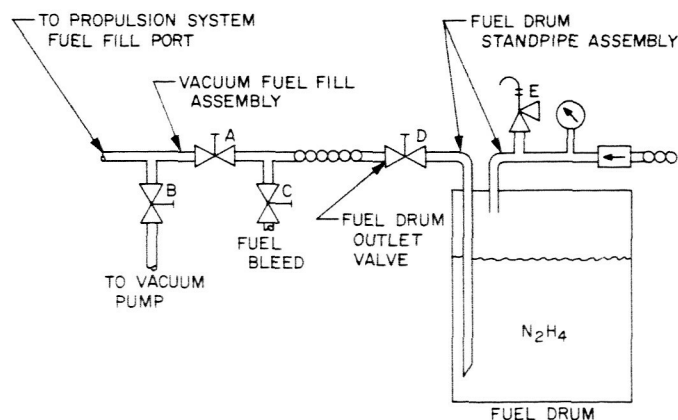 TO PROPULSION SYSTEM
FUEL FILL PORT
VACUUM FUEL FILL
ASSEMBLY
FUEL DRUM
STANDPIPE ASSEMBLY
A
B
C
D
E
FUEL
BLEED
FUEL DRUM
OUTLET
VALVE
TO VACUUM
PUMP
N₂H₄
FUEL DRUM